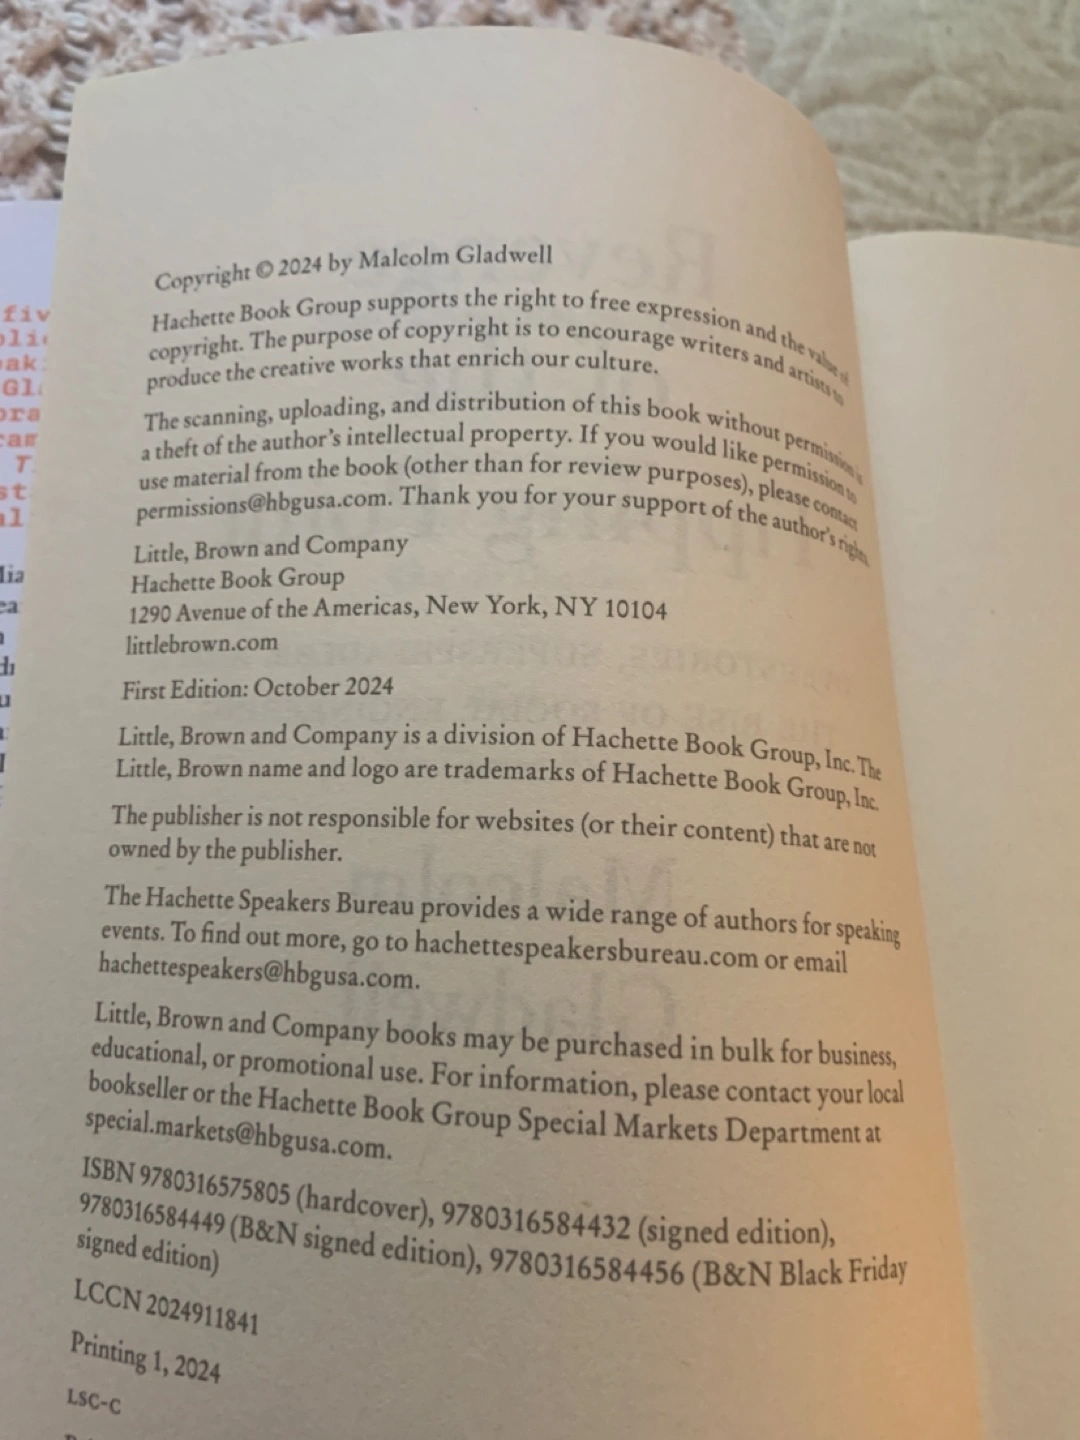 Copyright © 2024 by Malcolm Gladwell
Hachette Book Group supports the right to free expression and the value of
copyright. The purpose of copyright is to encourage writers and artists to
produce the creative works that enrich our culture.
The scanning, uploading, and distribution of this book without permission is
a theft of the author's intellectual property. If you would like permission to
use material from the book (other than for review purposes), please contact
permissions@hbgusa.com. Thank you for your support of the author's rights.
Little, Brown and Company
Hachette Book Group
1290 Avenue of the Americas, New York, NY 10104
littlebrown.com
First Edition: October 2024
Little, Brown and Company is a division of Hachette Book Group, Inc. The
Little, Brown name and logo are trademarks of Hachette Book Group, Inc.
The publisher is not responsible for websites (or their content) that are not
owned by the publisher.
The Hachette Speakers Bureau provides a wide range of authors for speaking
events. To find out more, go to hachettespeakersbureau.com or email
hachettespeakers@hbgusa.com.
Little, Brown and Company books may be purchased in bulk for business,
educational, or promotional use. For information, please contact your local
bookseller or the Hachette Book Group Special Markets Department at
special.markets@hbgusa.com.
ISBN 9780316575805 (hardcover), 9780316584432 (signed edition),
9780316584449 (B&N signed edition), 9780316584456 (B&N Black Friday
signed edition)
LCCN 2024911841
Printing 1, 2024
LSC-C